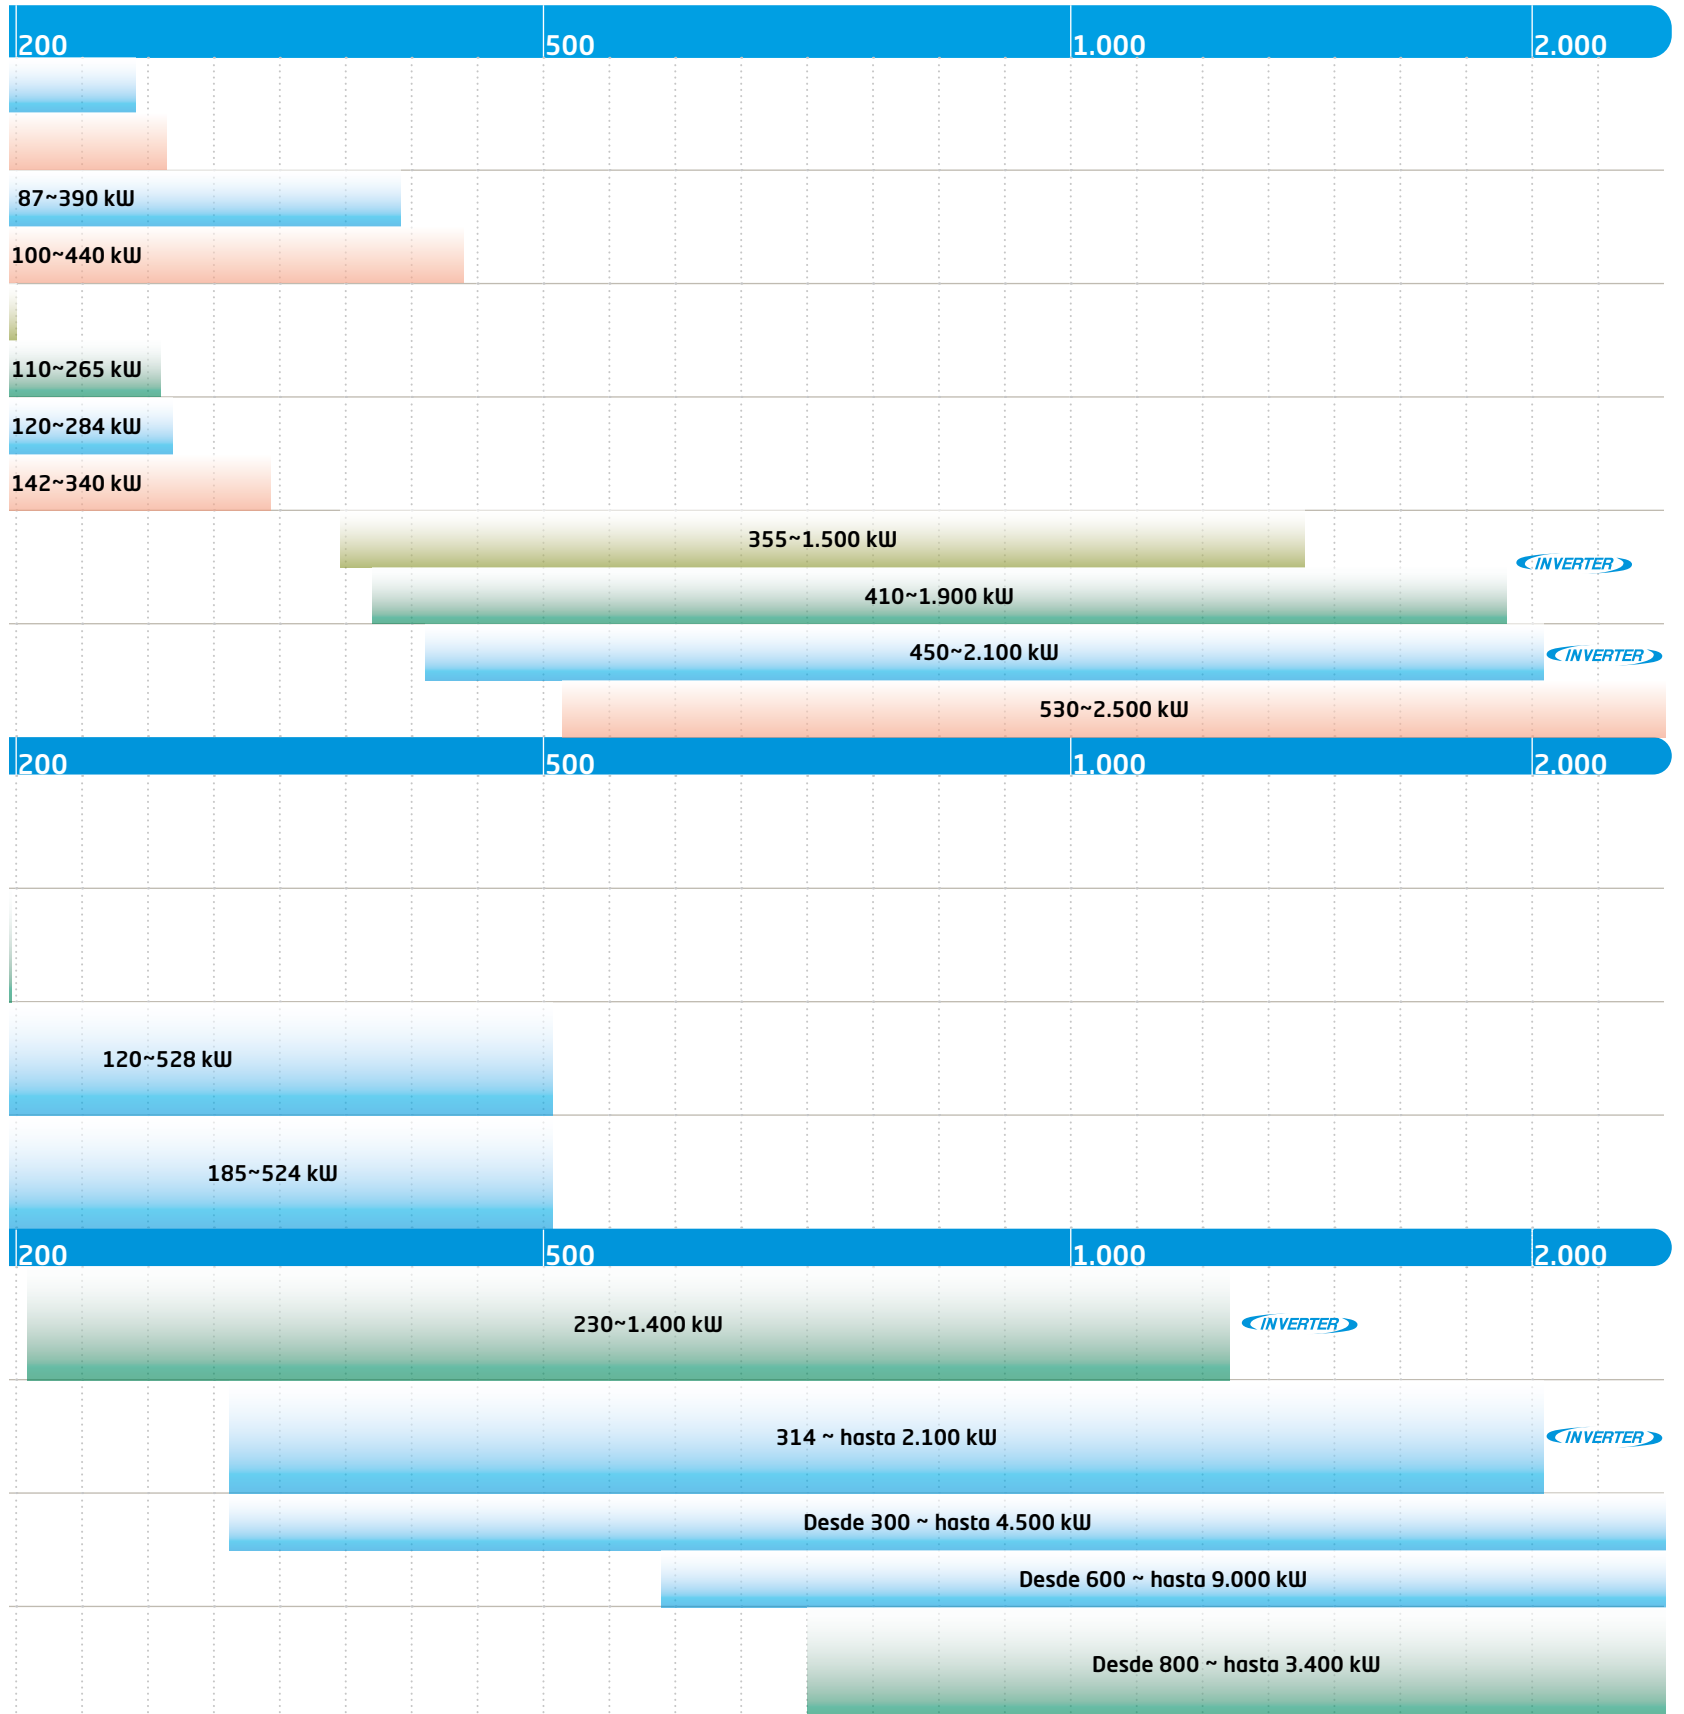 200 500 1.000 2.000
87~390 kW
100~440 kW
110~265 kW
120~284 kW
142~340 kW
355~1.500 kW
INVERTER
410~1.900 kW
450~2.100 kW INVERTER
530~2.500 kW
200 500 1.000 2.000
120~528 kW
185~524 kW
200 500 1.000 2.000
230~1.400 kW INVERTER
314 ~ hasta 2.100 kW INVERTER
Desde 300 ~ hasta 4.500 kW
Desde 600 ~ hasta 9.000 kW
Desde 800 ~ hasta 3.400 kW